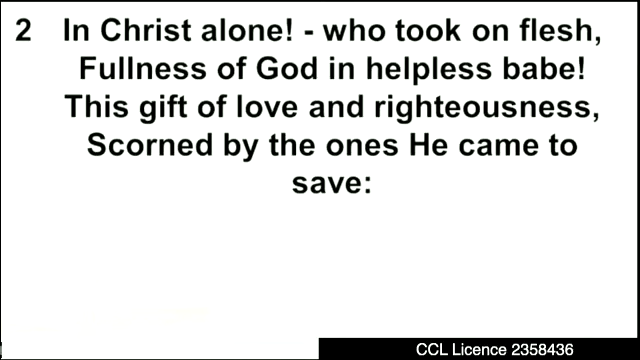 2 In Christ alone! - who took on flesh,
Fullness of God in helpless babe!
This gift of love and righteousness,
Scorned by the ones He came to
save:
CCL Licence 2358436